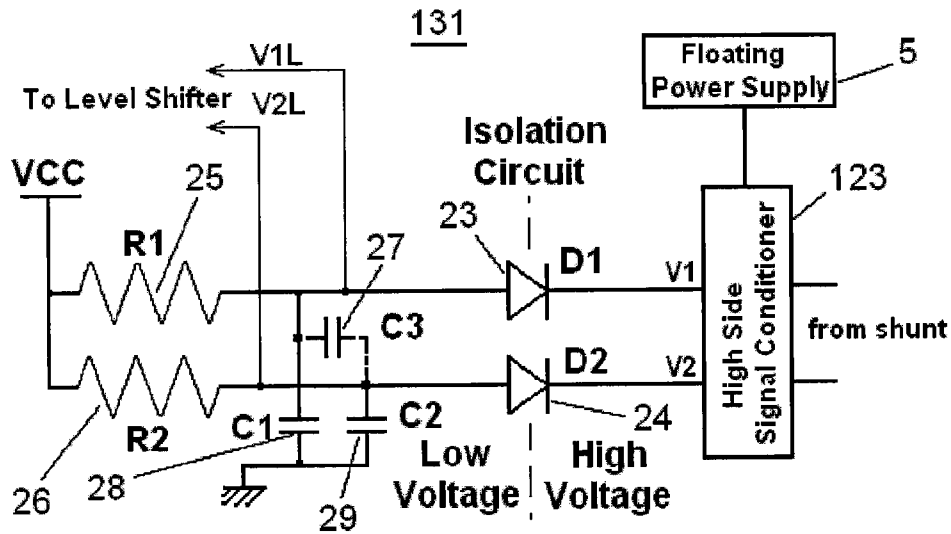 131
V1L
To Level Shifter
V2L
Floating
Power Supply
5
Isolation
Circuit
VCC
25
123
R1
27
23
D1
V1
C3
High Side
Signal Conditioner
from shunt
D2
V2
R2
C1
C2
24
26
28
29
Low
Voltage
High
Voltage